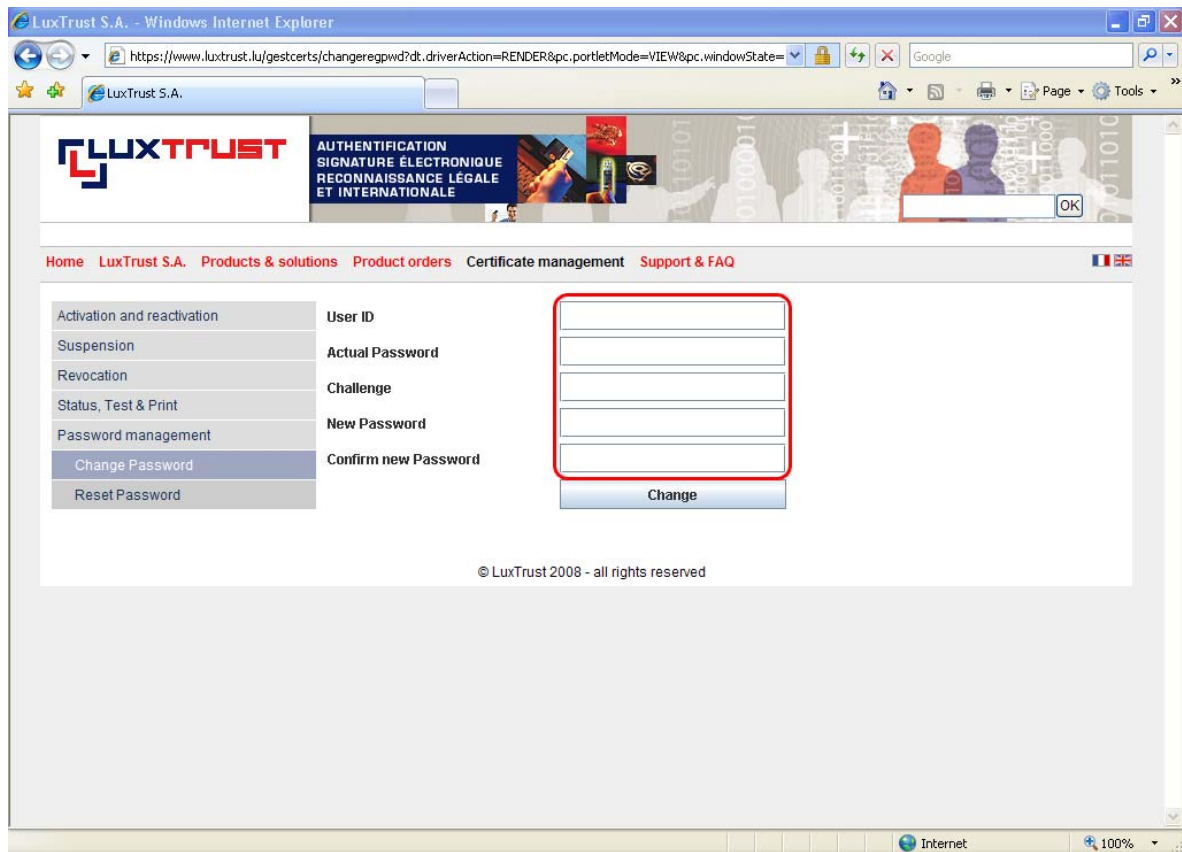 LuxTrust S.A. - Windows Internet Explorer
https://www.luxtrust.lu/gestcerts/changeregpwd?dt.driverAction=RENDER&pc.portletMode=VIEW&pc.windowState=
Google
LuxTrust S.A.
Page
Tools
LUXTRUST
AUTHENTIFICATION
SIGNATURE ÉLECTRONIQUE
RECONNAISSANCE LÉGALE
ET INTERNATIONALE
OK
Home LuxTrust S.A. Products & solutions Product orders Certificate management Support & FAQ
Activation and reactivation
Suspension
Revocation
Status, Test & Print
Password management
Change Password
Reset Password
User ID
Actual Password
Challenge
New Password
Confirm new Password
Change
© LuxTrust 2008 - all rights reserved
Internet
100%